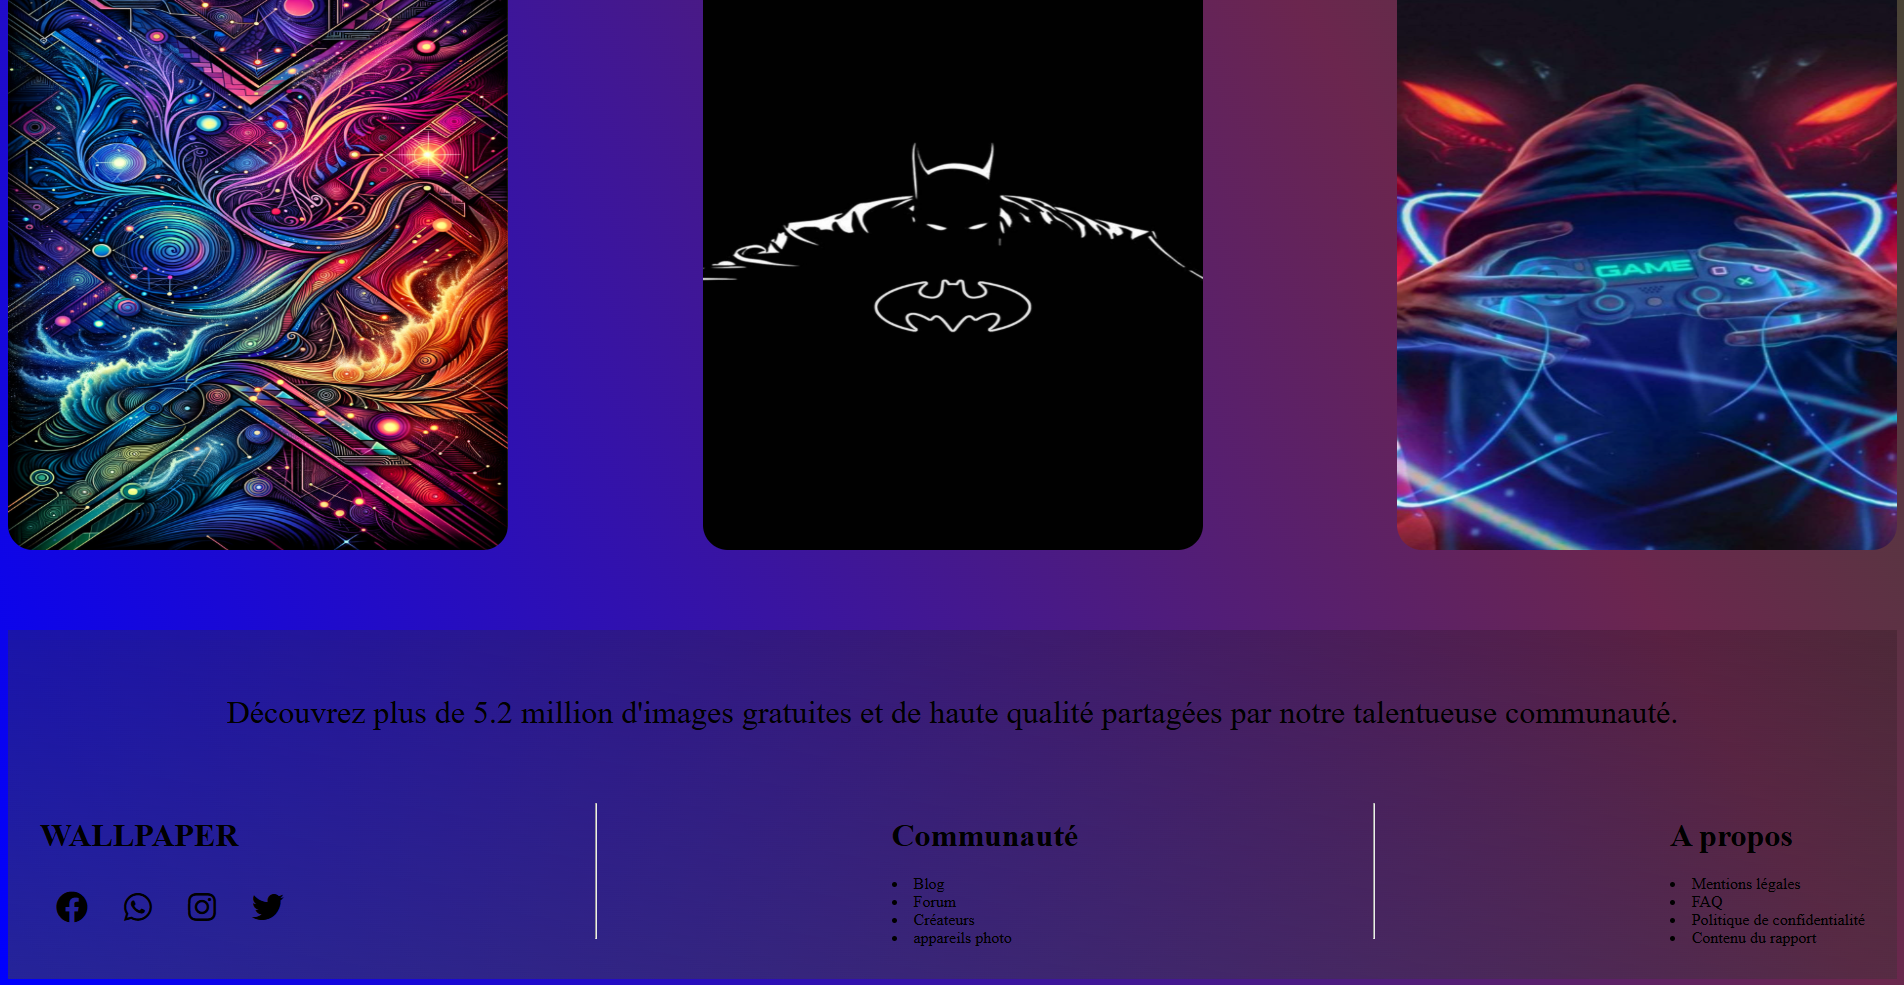 GAME
Découvrez plus de 5.2 million d'images gratuites et de haute qualité partagées par notre talentueuse communauté.
WALLPAPER
Communauté
Blog
Forum
Créateurs
appareils photo
A propos
Mentions légales
FAQ
Politique de confidentialité
Contenu du rapport